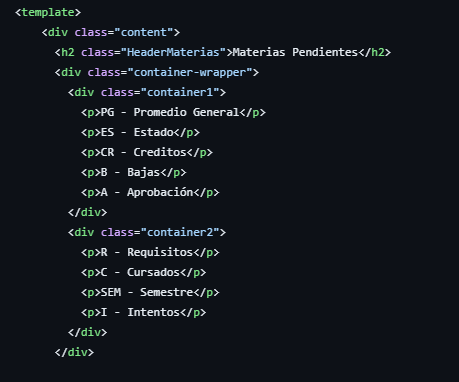 <template>
<div class="content">
<h2 class="HeaderMaterias">Materias Pendientes</h2>
<div class="container-wrapper">
<div class="container1">
<p>PG - Promedio General</p>
<p>ES - Estado</p>
<p>CR - Creditos</p>
<p>B - Bajas</p>
<p>A - Aprobación</p>
</div>
<div class="container2">
<p>R - Requisitos</p>
<p>C - Cursados</p>
<p>SEM - Semestre</p>
<p>I - Intentos</p>
</div>
</div>